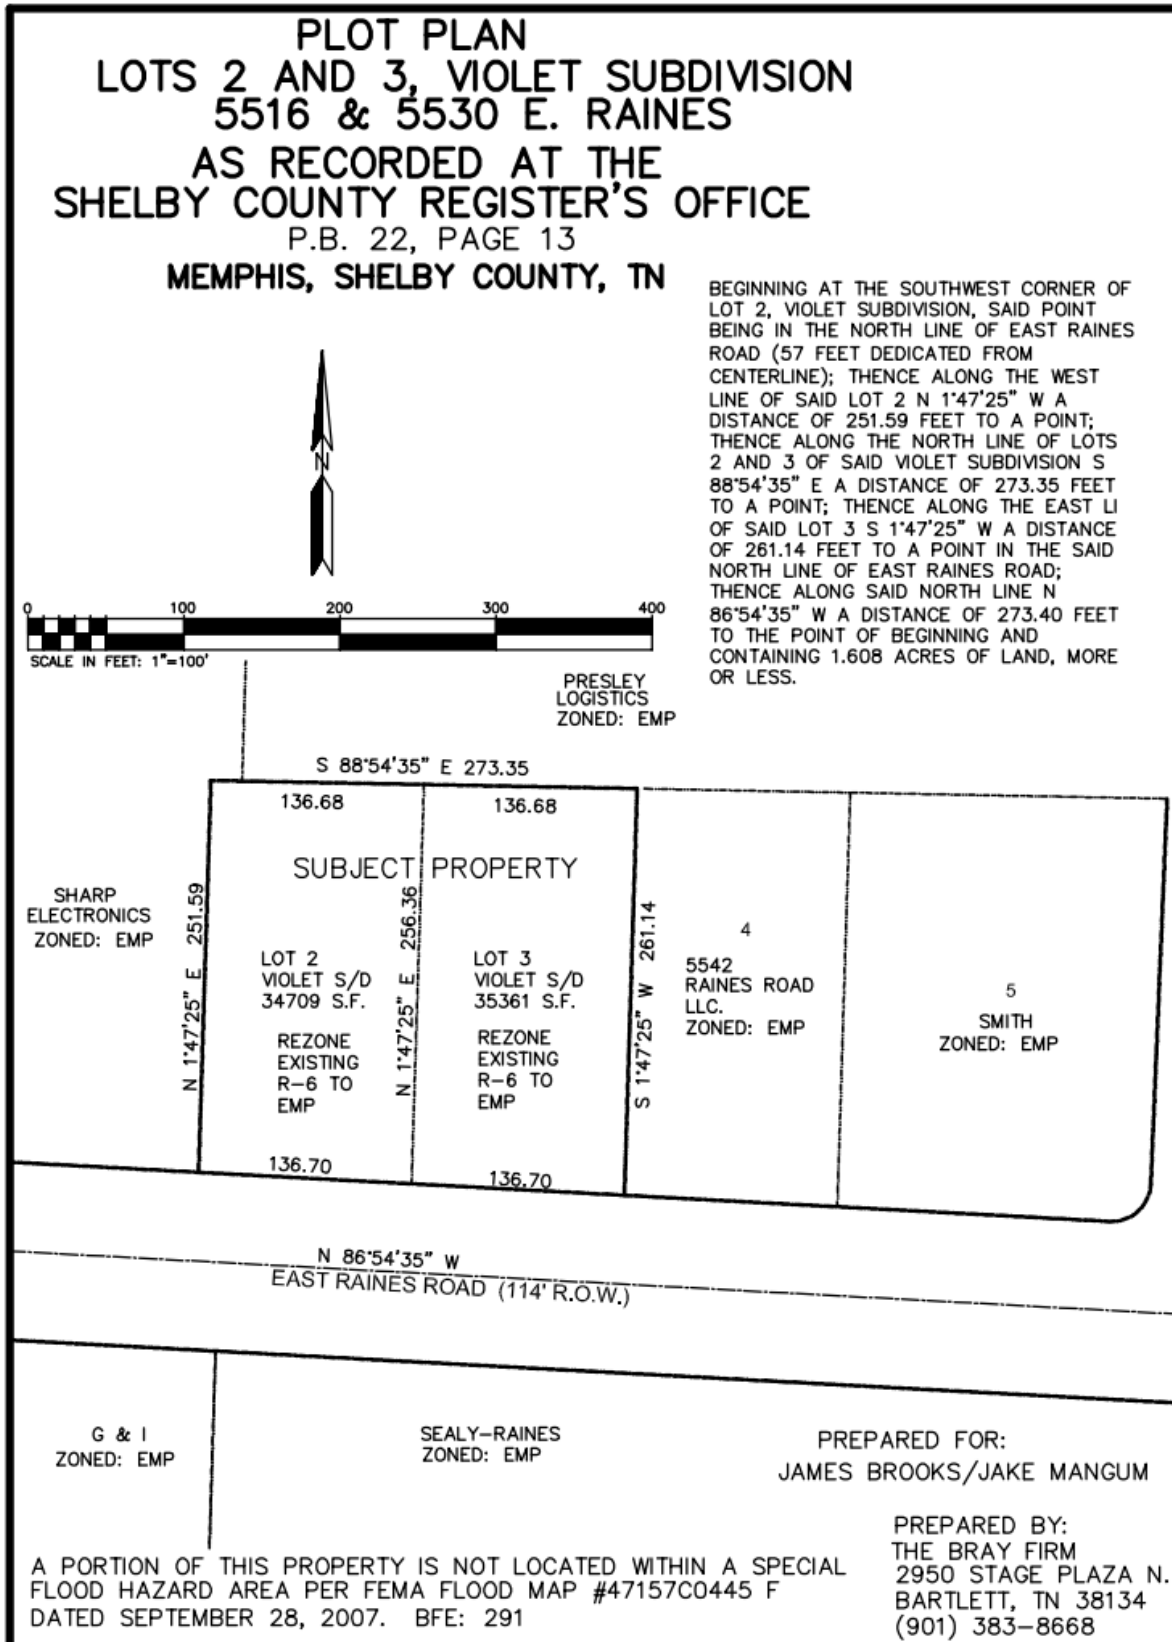 PLOT PLAN
LOTS 2 AND 3, VIOLET SUBDIVISION
5516 & 5530 E. RAINES
AS RECORDED AT THE
SHELBY COUNTY REGISTER'S OFFICE
P.B. 22, PAGE 13
MEMPHIS, SHELBY COUNTY, TN
BEGINNING AT THE SOUTHWEST CORNER OF
LOT 2, VIOLET SUBDIVISION, SAID POINT
BEING IN THE NORTH LINE OF EAST RAINES
ROAD (57 FEET DEDICATED FROM
CENTERLINE); THENCE ALONG THE WEST
LINE OF SAID LOT 2 N 1°47'25" W A
DISTANCE OF 251.59 FEET TO A POINT;
THENCE ALONG THE NORTH LINE OF LOTS
2 AND 3 OF SAID VIOLET SUBDIVISION S
88°54'35" E A DISTANCE OF 273.35 FEET
TO A POINT; THENCE ALONG THE EAST LI
OF SAID LOT 3 S 1°47'25" W A DISTANCE
OF 261.14 FEET TO A POINT IN THE SAID
NORTH LINE OF EAST RAINES ROAD;
THENCE ALONG SAID NORTH LINE N
86°54'35" W A DISTANCE OF 273.40 FEET
TO THE POINT OF BEGINNING AND
CONTAINING 1.608 ACRES OF LAND, MORE
OR LESS.
N
0 100 200 300 400
SCALE IN FEET: 1"=100'
PRESLEY
LOGISTICS
ZONED: EMP
S 88°54'35" E 273.35
136.68
136.68
SUBJECT PROPERTY
SHARP
ELECTRONICS
ZONED: EMP
N 1°47'25" E 251.59
LOT 2
VIOLET S/D
34709 S.F.
REZONE
EXISTING
R-6 TO
EMP
N 1°47'25" E 256.36
LOT 3
VIOLET S/D
35361 S.F.
REZONE
EXISTING
R-6 TO
EMP
S 1°47'25" W 261.14
4
5542
RAINES ROAD
LLC.
ZONED: EMP
5
SMITH
ZONED: EMP
136.70
136.70
N 86°54'35" W
EAST RAINES ROAD (114' R.O.W.)
G & I
ZONED: EMP
SEALY-RAINES
ZONED: EMP
PREPARED FOR:
JAMES BROOKS/JAKE MANGUM
PREPARED BY:
THE BRAY FIRM
2950 STAGE PLAZA N.
BARTLETT, TN 38134
(901) 383-8668
A PORTION OF THIS PROPERTY IS NOT LOCATED WITHIN A SPECIAL
FLOOD HAZARD AREA PER FEMA FLOOD MAP #47157C0445 F
DATED SEPTEMBER 28, 2007. BFE: 291